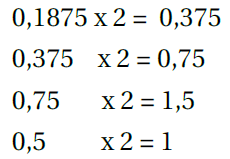 0,1875 x 2 = 0,375
0,375 x 2 = 0,75
0,75 x 2 = 1,5
0,5 x 2 = 1